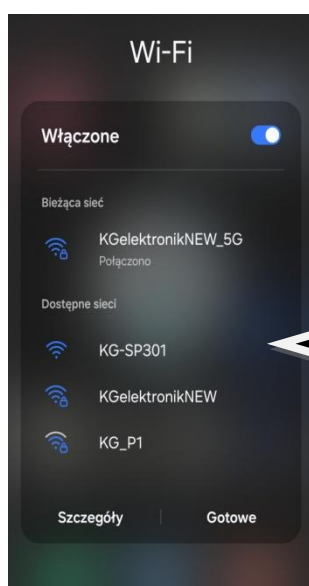 Wi-Fi
Włączone
Bieżąca sieć
KGelektronikNEW_5G
Połączono
Dostępne sieci
KG-SP301
KGelektronikNEW
KG_P1
Szczegóły
Gotowe